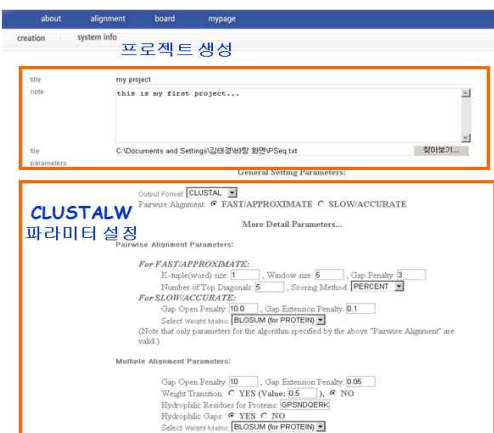 about alignment board mypage
creation system info
프로젝트 생성
title my project
note this is my first project...
file C:\Documents and Settings\김태경\바탕 화면\PSeq.txt 찾아보기...
parameters
General Setting Parameters:
Output Format: CLUSTAL
Pairwise Alignment: FAST/APPROXIMATE SLOW/ACCURATE
CLUSTALW
파라미터 설정
More Detail Parameters...
Pairwise Alignment Parameters:
For FAST/APPROXIMATE:
K-tuple(word) size: 1 , Window size: 5 , Gap Penalty: 3
Number of Top Diagonals: 5 , Scoring Method: PERCENT
For SLOW/ACCURATE:
Gap Open Penalty: 10.0 , Gap Extension Penalty: 0.1
Select Weight Matrix: BLOSUM (for PROTEIN)
(Note that only parameters for the algorithm specified by the above "Pairwise Alignment" are
valid.)
Multiple Alignment Parameters:
Gap Open Penalty: 10 , Gap Extension Penalty: 0.05
Weight Transition: YES (Value: 0.5 ), NO
Hydrophilic Residues for Proteins: GPSNDQERK
Hydrophilic Gaps: YES NO
Select Weight Matrix: BLOSUM (for PROTEIN)